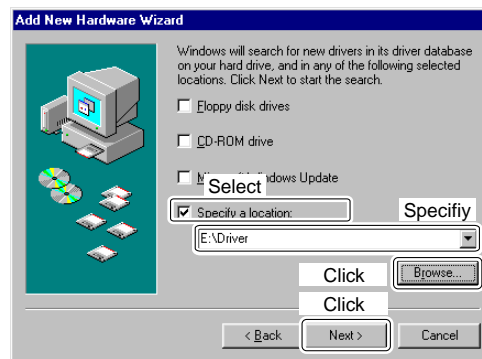 Add New Hardware Wizard
Windows will search for new drivers in its driver database
on your hard drive, and in any of the following selected
locations. Click Next to start the search.
Floppy disk drives
CD-ROM drive
Windows Update
Select
Specify a location:
Specifiy
E:\Driver
Click
Browse...
Click
< Back
Next >
Cancel